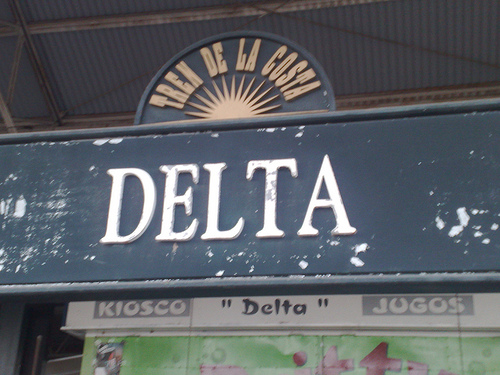 TREN DE LA COSTA
DELTA
KIOSCO " Delta " JUGOS